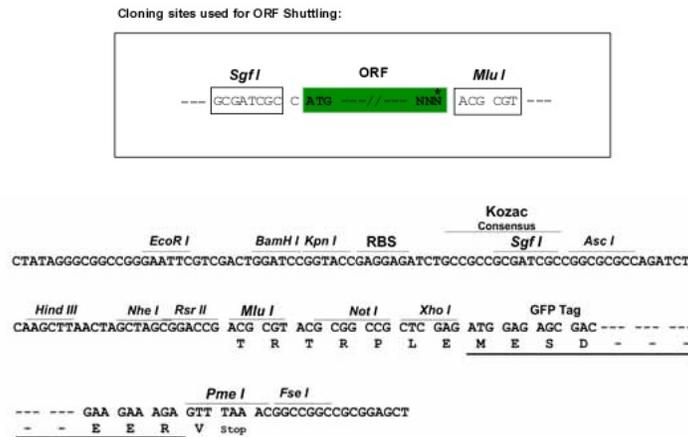 Cloning sites used for ORF Shuttling:
Sgf I ORF Mlu I
--- GCGATCGC C ATG ---//--- NNN* ACG CGT ---
Kozac
Consensus
EcoR I BamH I Kpn I RBS Sgf I Asc I
CTATAGGGCGGCCGGGAATTCGTCGACTGGATCCGGTACCGAGGAGATCTGCCGCCGCGATCGCCGGCGCGCCAGATCT
Hind III Nhe I Rsr II Mlu I Not I Xho I GFP Tag
CAAGCTTAACTAGCTAGCGGACCG ACG CGT ACG CGG CCG CTC GAG ATG GAG AGC GAC --- --- ---
T R T R P L E M E S D - - -
Pme I Fse I
--- --- GAA GAA AGA GTT TAA ACGGCCGGCCGCGGAGCT
- - E E R V Stop